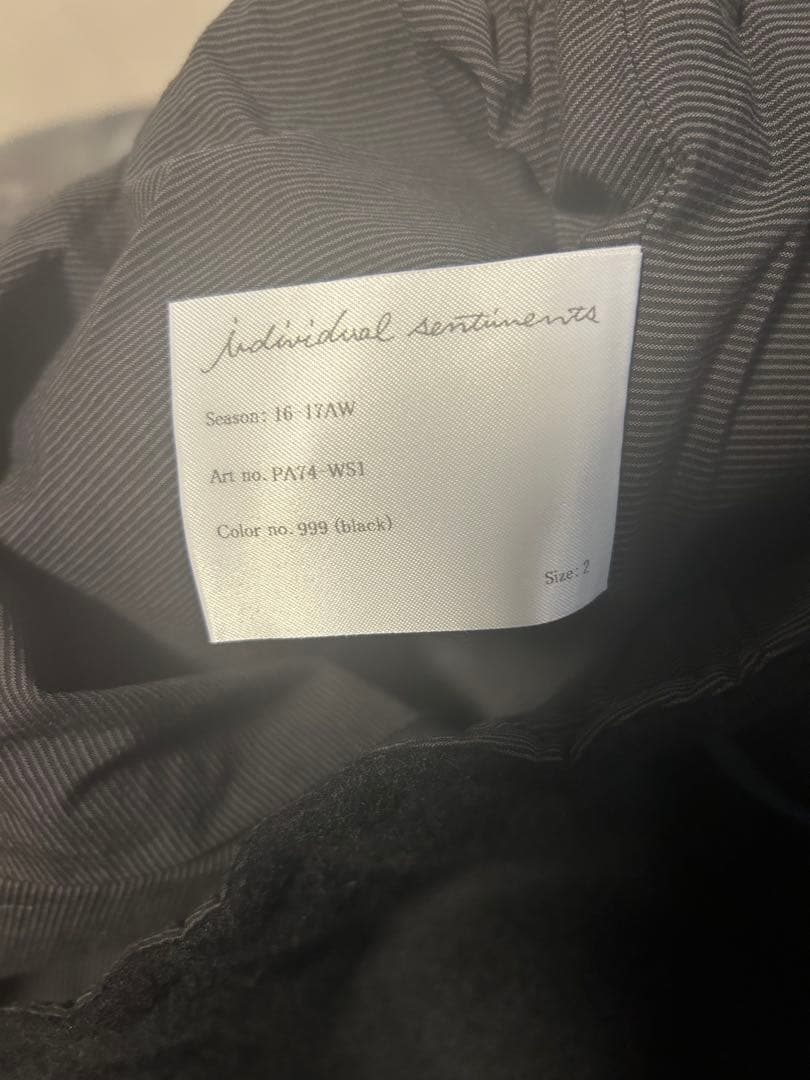 individual sentiments
Season: 16-17AW
Art no. PA74-WS1
Color no. 999 (black)
Size: 2